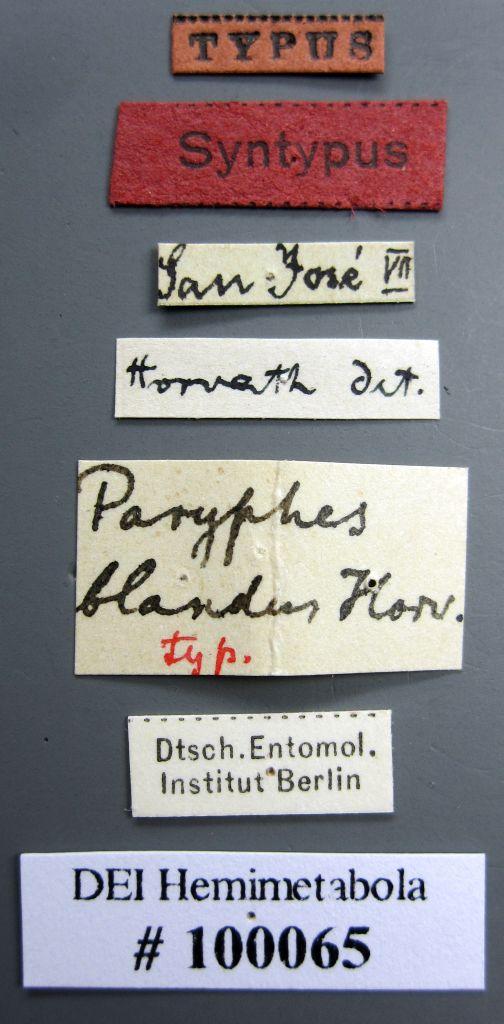 TYPUS
Syntypus
San José VII
Horvath det.
Paryphes
blandus Horv.
typ.
Dtsch.Entomol.
Institut Berlin
DEI Hemimetabola
# 100065